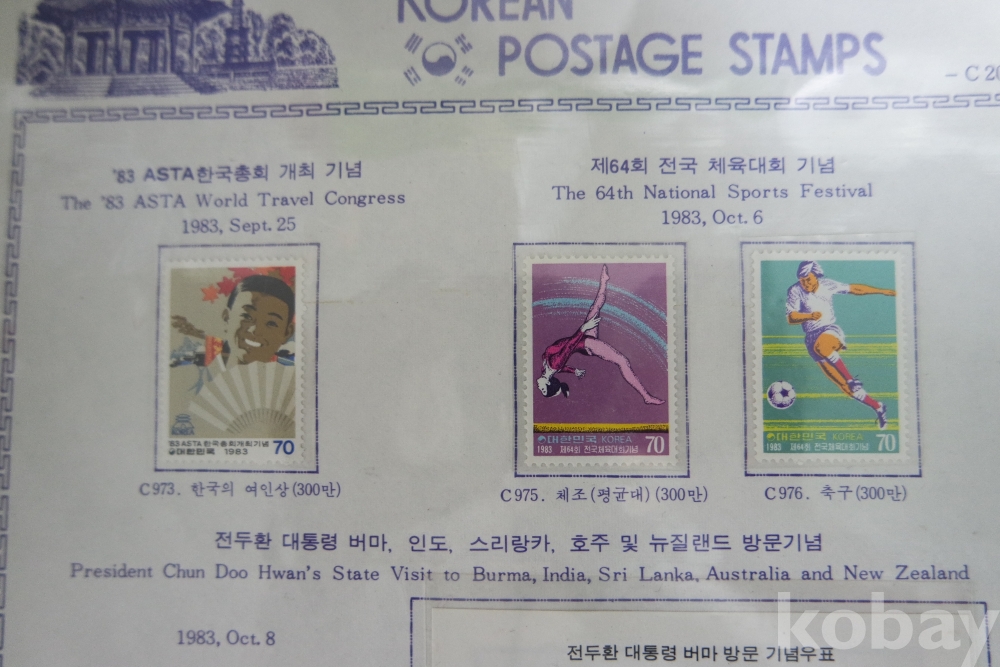 KOREAN
POSTAGE STAMPS
- C 20
'83 ASTA한국총회 개최 기념
The '83 ASTA World Travel Congress
1983, Sept. 25
'83 ASTA 한국총회개최기념
대한민국 1983
70
C973. 한국의 여인상(300만)
제64회 전국 체육대회 기념
The 64th National Sports Festival
1983, Oct. 6
대한민국 KOREA
1983 제64회 전국체육대회기념
70
C975. 체조(평균대)(300만)
대한민국 KOREA
1983 제64회 전국체육대회기념
70
C976. 축구(300만)
전두환 대통령 버마, 인도, 스리랑카, 호주 및 뉴질랜드 방문기념
President Chun Doo Hwan's State Visit to Burma, India, Sri Lanka, Australia and New Zealand
1983, Oct. 8
전두환 대통령 버마 방문 기념우표
kobay